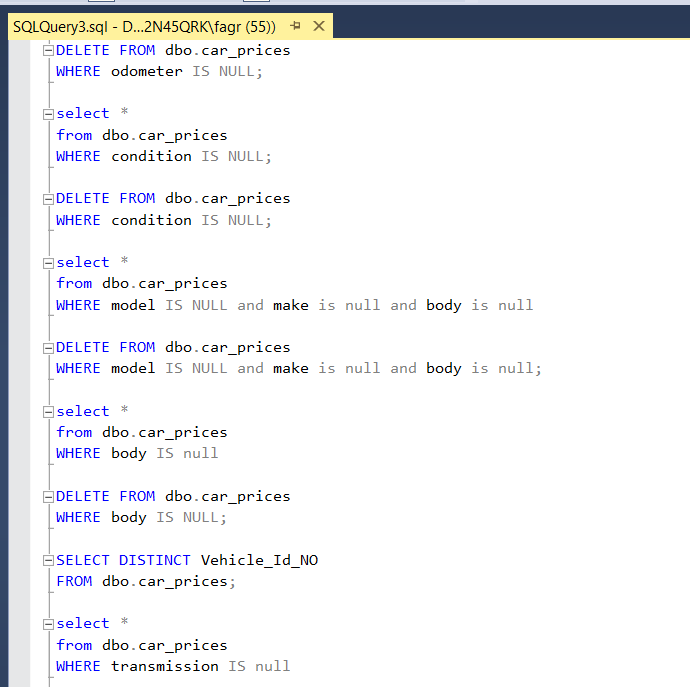 SQLQuery3.sql - D...2N45QRK\fagr (55))
DELETE FROM dbo.car_prices
WHERE odometer IS NULL;
select *
from dbo.car_prices
WHERE condition IS NULL;
DELETE FROM dbo.car_prices
WHERE condition IS NULL;
select *
from dbo.car_prices
WHERE model IS NULL and make is null and body is null
DELETE FROM dbo.car_prices
WHERE model IS NULL and make is null and body is null;
select *
from dbo.car_prices
WHERE body IS null
DELETE FROM dbo.car_prices
WHERE body IS NULL;
SELECT DISTINCT Vehicle_Id_NO
FROM dbo.car_prices;
select *
from dbo.car_prices
WHERE transmission IS null